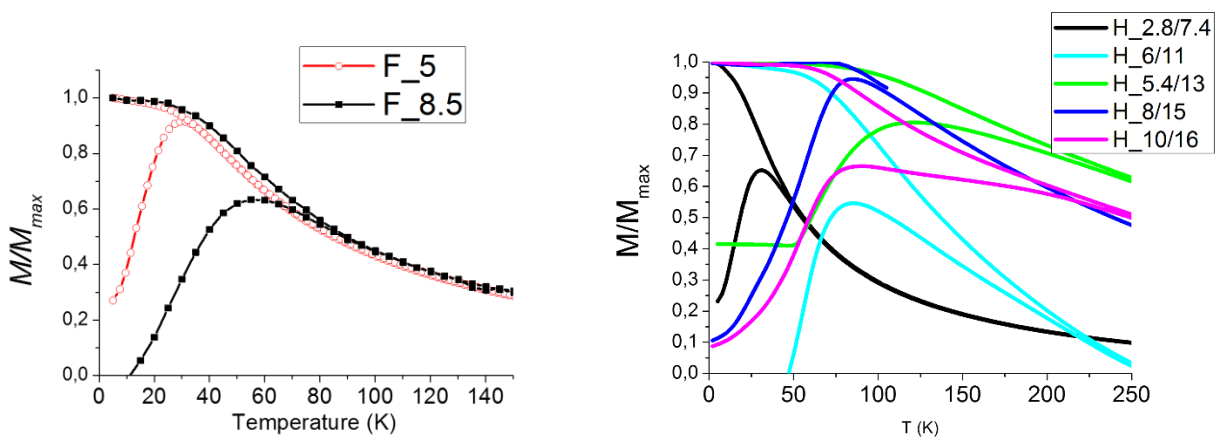 F_5
F_8.5
M/M_max
1,0
0,8
0,6
0,4
0,2
0,0
0 20 40 60 80 100 120 140
Temperature (K)
H_2.8/7.4
H_6/11
H_5.4/13
H_8/15
H_10/16
M/M_max
1,0
0,9
0,8
0,7
0,6
0,5
0,4
0,3
0,2
0,1
0,0
0 50 100 150 200 250
T (K)